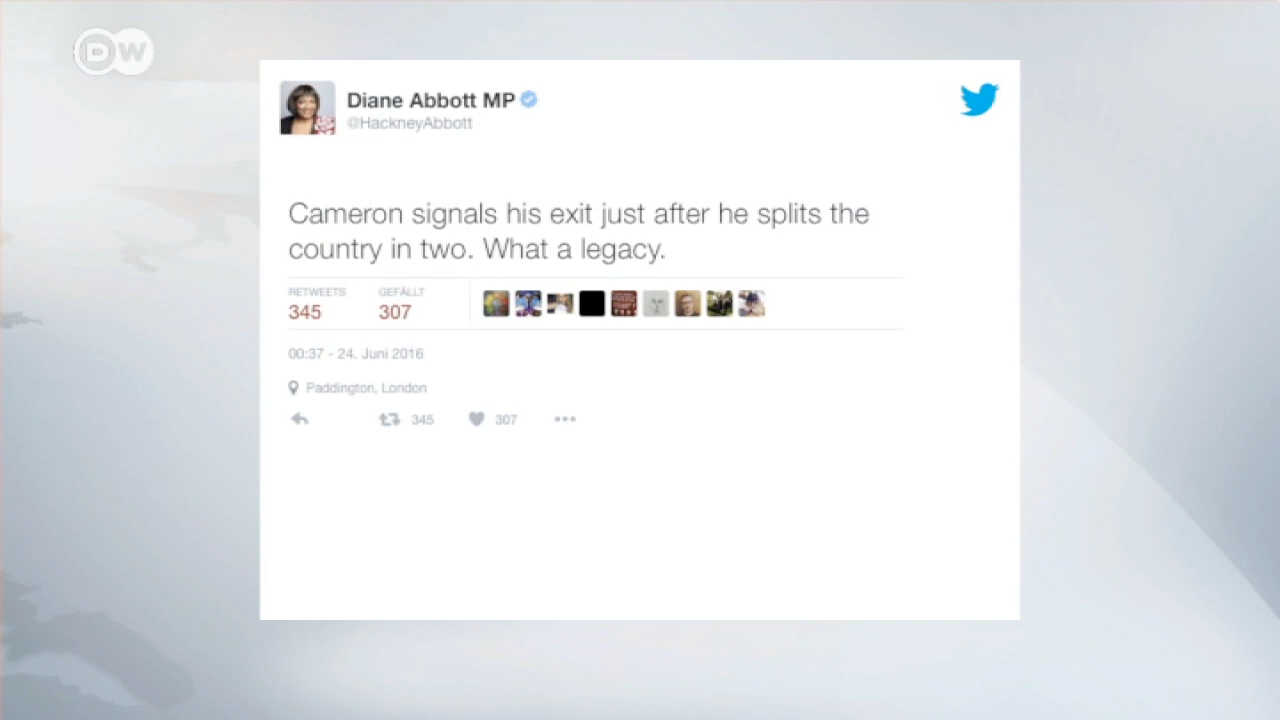 DW
Diane Abbott MP
@HackneyAbbott
Cameron signals his exit just after he splits the
country in two. What a legacy.
RETWEETS GEFÄLLT
345 307
00:37 - 24. Juni 2016
Paddington, London
345 307